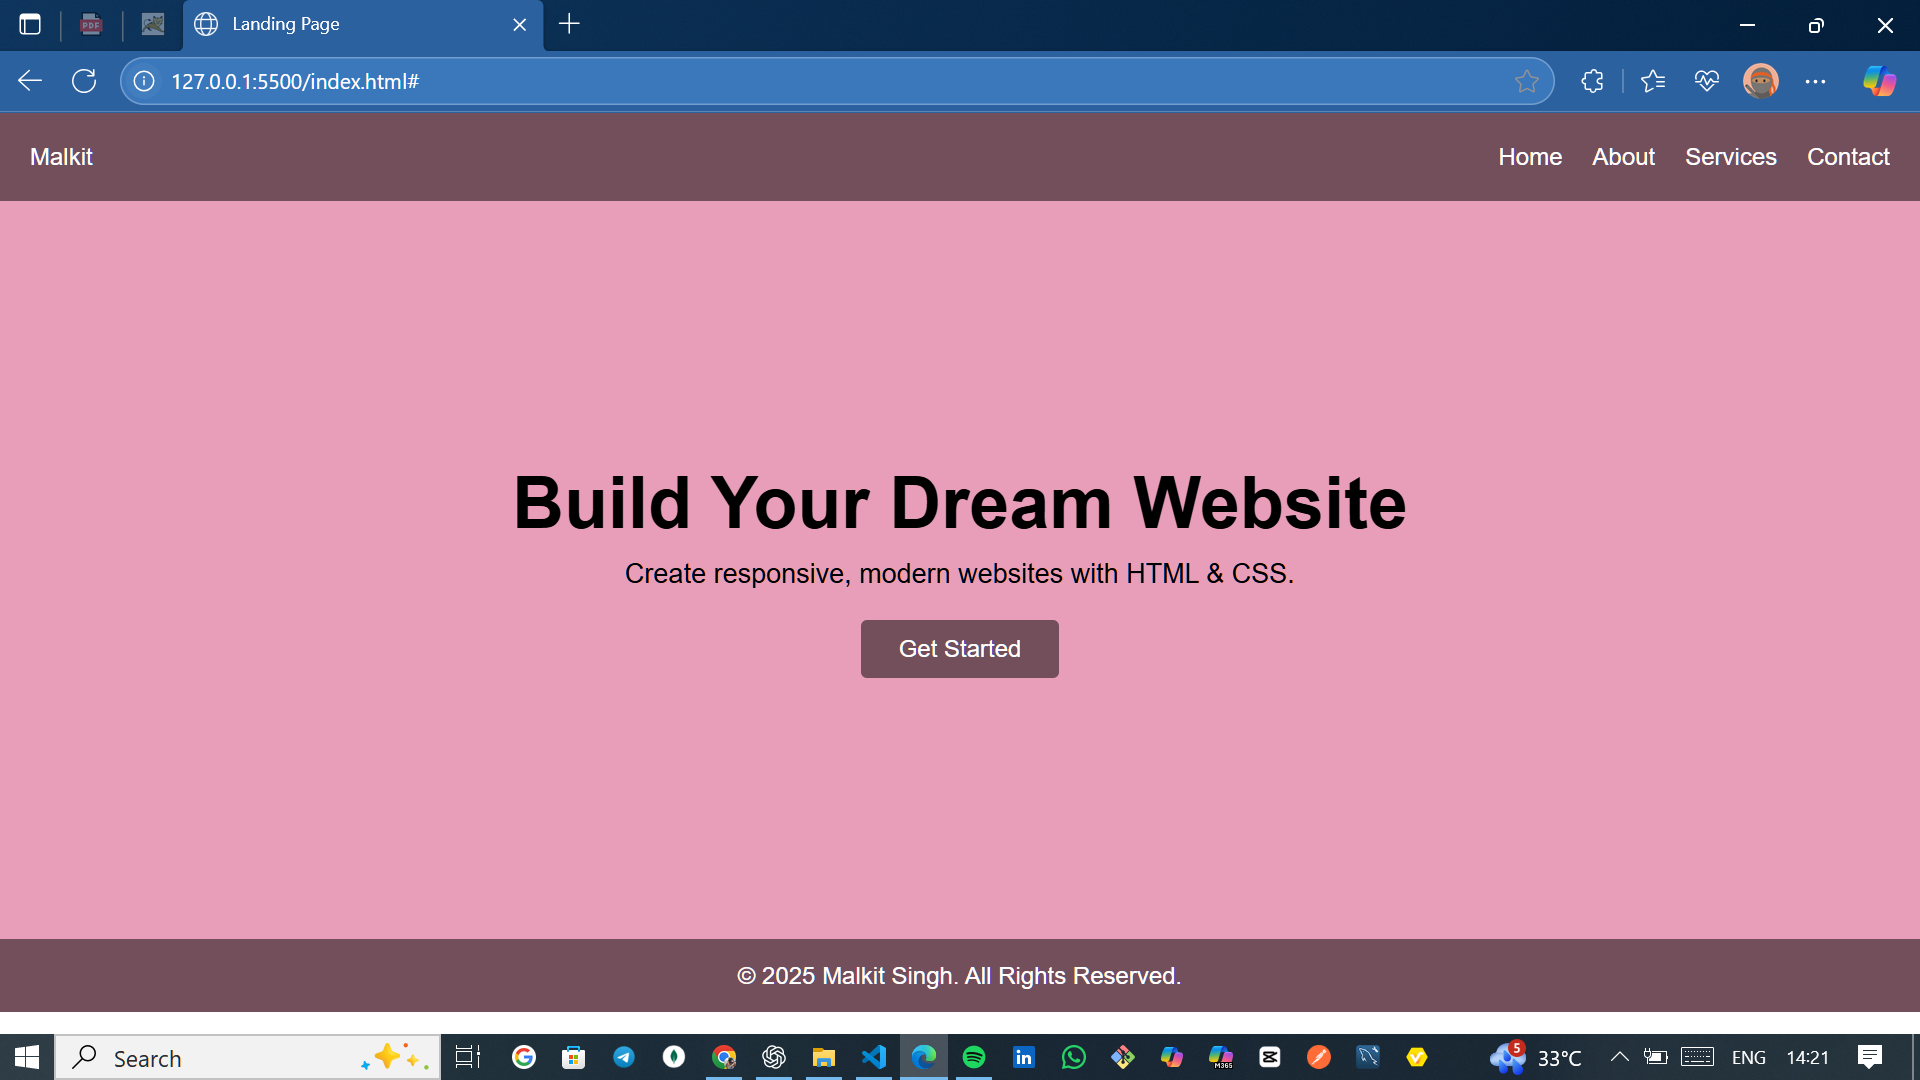 Landing Page
127.0.0.1:5500/index.html#
Malkit
Home About Services Contact
Build Your Dream Website
Create responsive, modern websites with HTML & CSS.
Get Started
© 2025 Malkit Singh. All Rights Reserved.
Search
M365
5
33°C
ENG
14:21
PDF